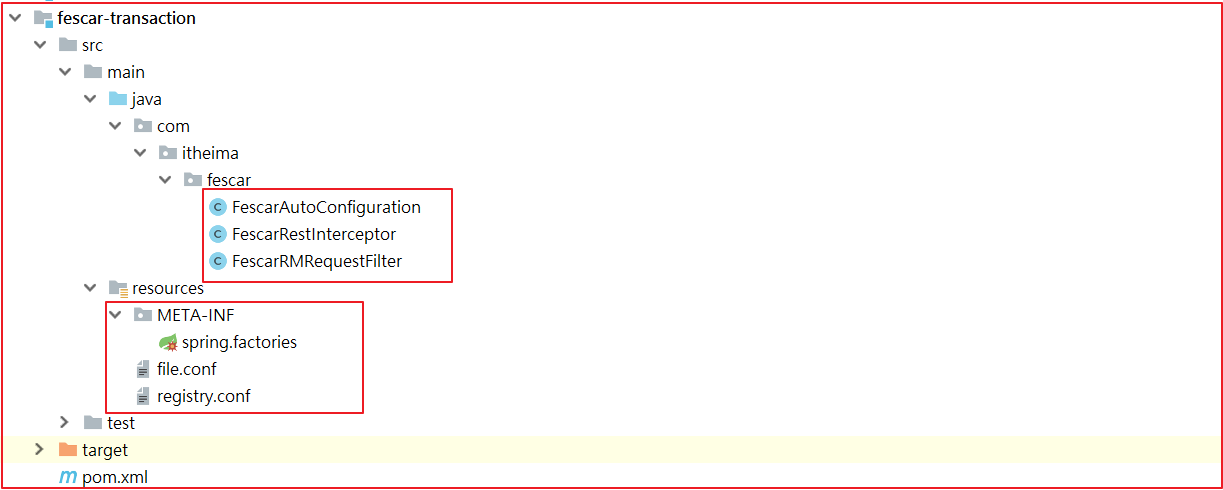 fescar-transaction
src
main
java
com
itheima
fescar
FescarAutoConfiguration
FescarRestInterceptor
FescarRMRequestFilter
resources
META-INF
spring.factories
file.conf
registry.conf
test
target
pom.xml